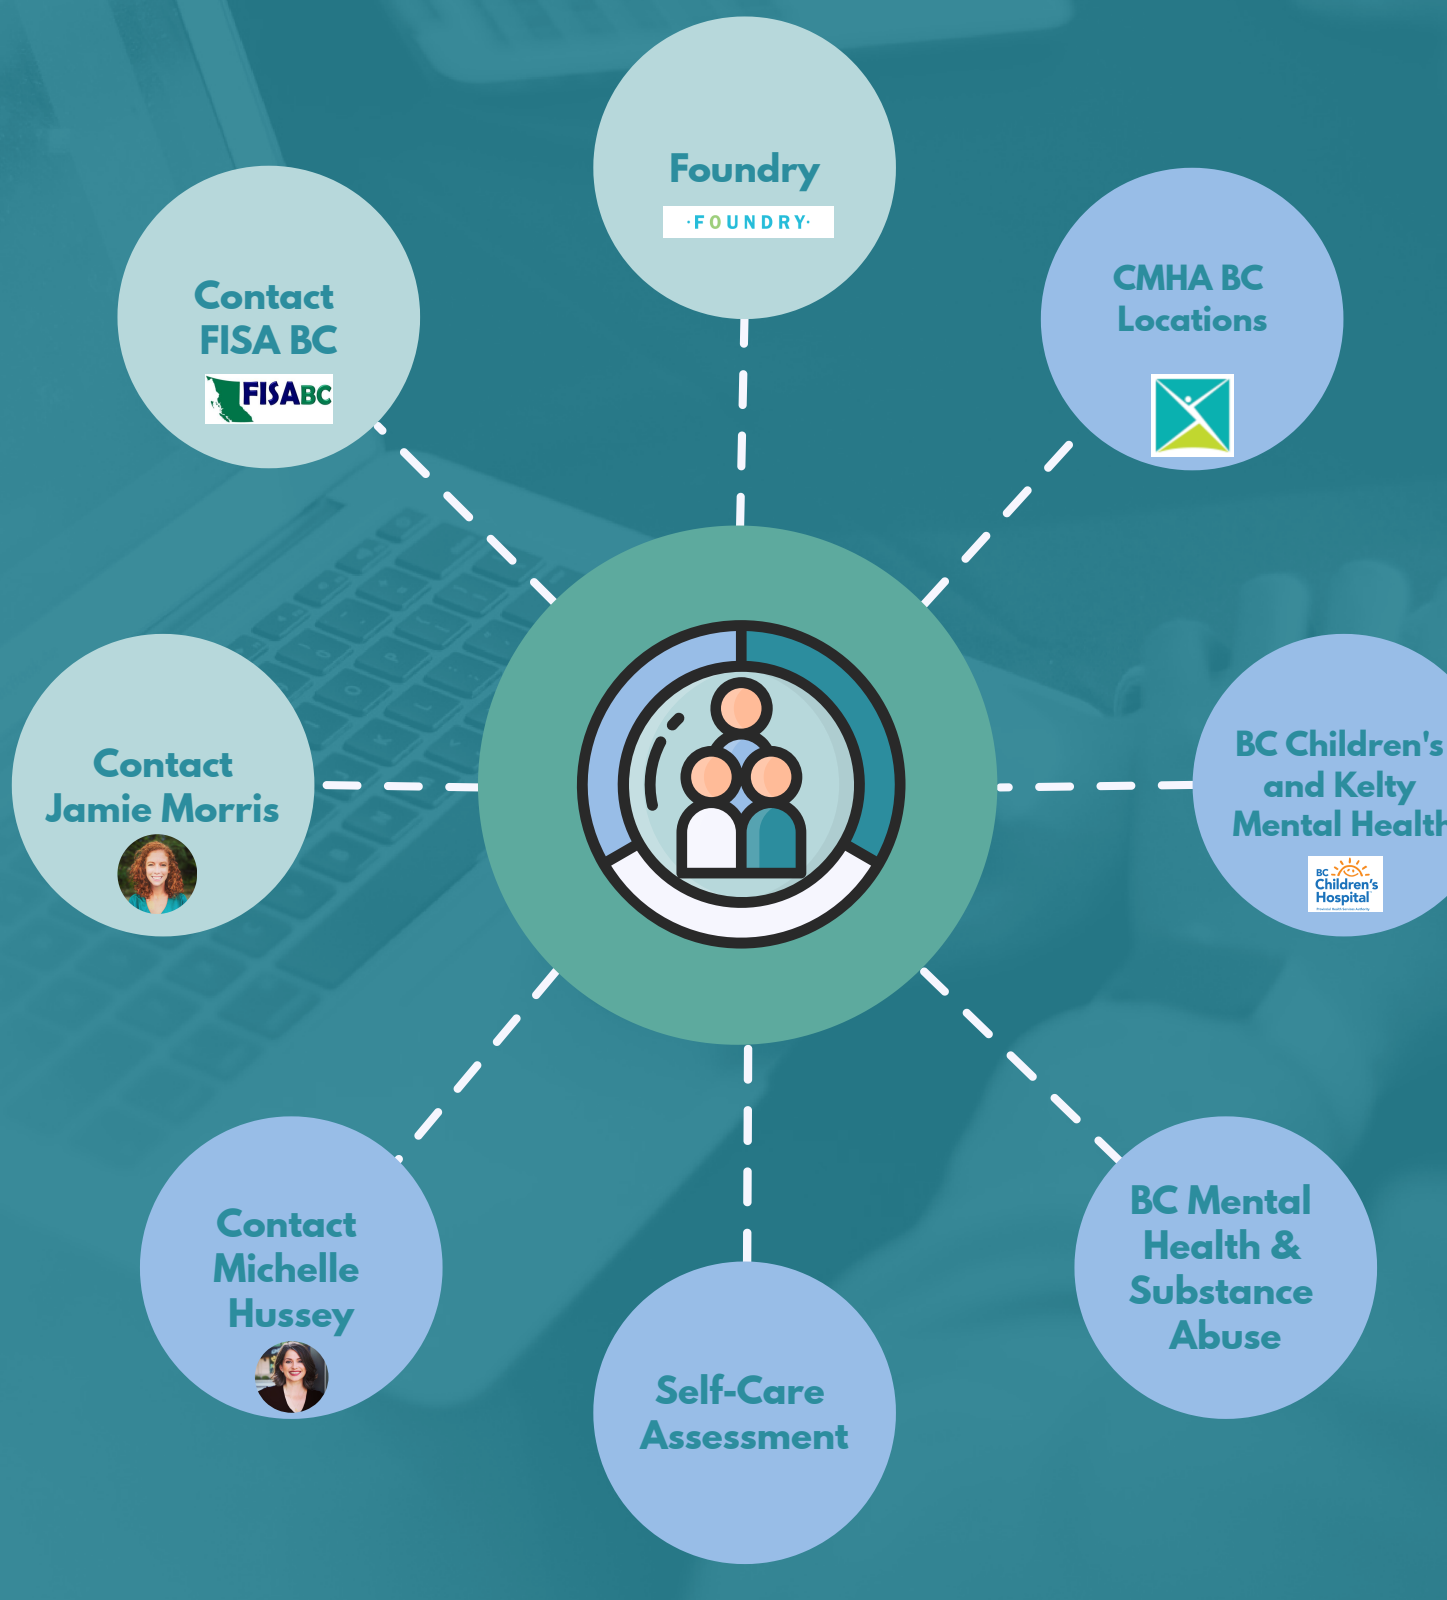 Foundry
·FOUNDRY·
Contact
FISA BC
FISABC
CMHA BC
Locations
Contact
Jamie Morris
BC Children's
and Kelty
Mental Health
BC
Children's
Hospital
Contact
Michelle
Hussey
BC Mental
Health &
Substance
Abuse
Self-Care
Assessment